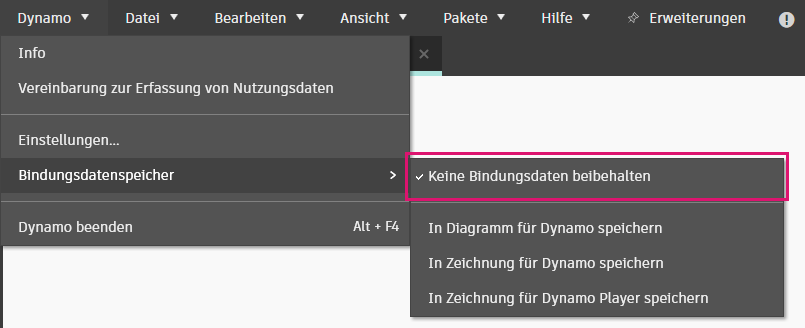 Dynamo Datei Bearbeiten Ansicht Pakete Hilfe Erweiterungen
Info
Vereinbarung zur Erfassung von Nutzungsdaten
Einstellungen...
Bindungsdatenspeicher
Keine Bindungsdaten beibehalten
Dynamo beenden Alt + F4
In Diagramm für Dynamo speichern
In Zeichnung für Dynamo speichern
In Zeichnung für Dynamo Player speichern